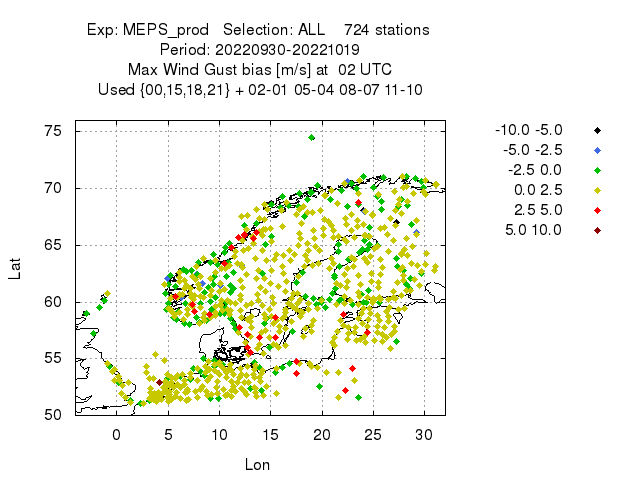 Exp: MEPS_prod   Selection: ALL    724 stations
Period: 20220930-20221019
Max Wind Gust bias [m/s] at  02 UTC
Used {00,15,18,21} + 02-01 05-04 08-07 11-10
-10.0 -5.0
-5.0 -2.5
-2.5 0.0
0.0 2.5
2.5 5.0
5.0 10.0
75
70
65
60
55
50
Lat
0 5 10 15 20 25 30
Lon